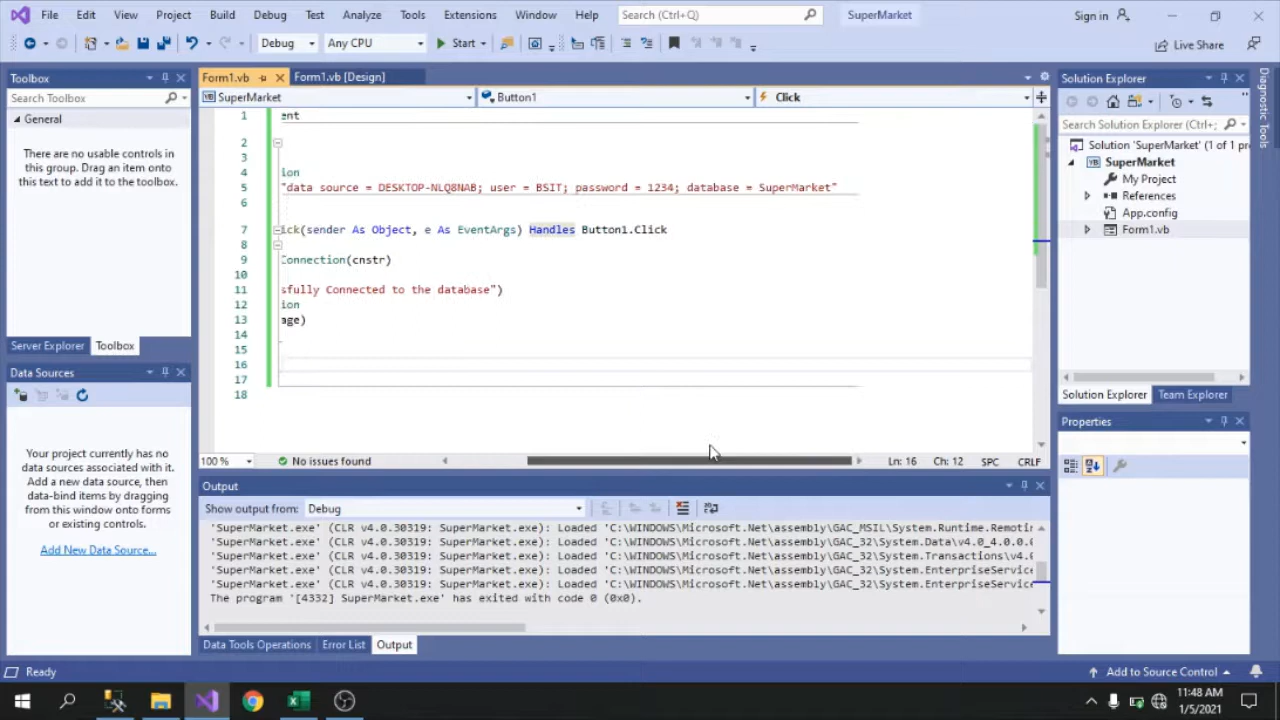 File Edit View Project Build Debug Test Analyze Tools Extensions Window Help Search (Ctrl+Q) SuperMarket Sign in
Debug Any CPU Start Live Share
Toolbox
Search Toolbox
General
There are no usable controls in
this group. Drag an item onto
this text to add it to the toolbox.
Server Explorer Toolbox
Data Sources
Your project currently has no
data sources associated with it.
Add a new data source, then
data-bind items by dragging
from this window onto forms
or existing controls.
Add New Data Source...
Form1.vb Form1.vb [Design]
SuperMarket Button1 Click
1 ent
2
3
4 ion
5 "data source = DESKTOP-NLQ8NAB; user = BSIT; password = 1234; database = SuperMarket"
6
7 ick(sender As Object, e As EventArgs) Handles Button1.Click
8
9 Connection(cnstr)
10
11 sfully Connected to the database")
12 ion
13 age)
14
15
16
17
18
100 % No issues found Ln: 16 Ch: 12 SPC CRLF
Output
Show output from: Debug
'SuperMarket.exe' (CLR v4.0.30319: SuperMarket.exe): Loaded 'C:\WINDOWS\Microsoft.Net\assembly\GAC_MSIL\System.Runtime.Remotin
'SuperMarket.exe' (CLR v4.0.30319: SuperMarket.exe): Loaded 'C:\WINDOWS\Microsoft.Net\assembly\GAC_32\System.Data\v4.0_4.0.0.0
'SuperMarket.exe' (CLR v4.0.30319: SuperMarket.exe): Loaded 'C:\WINDOWS\Microsoft.Net\assembly\GAC_32\System.Transactions\v4.0
'SuperMarket.exe' (CLR v4.0.30319: SuperMarket.exe): Loaded 'C:\WINDOWS\Microsoft.Net\assembly\GAC_32\System.EnterpriseService
'SuperMarket.exe' (CLR v4.0.30319: SuperMarket.exe): Loaded 'C:\WINDOWS\Microsoft.Net\assembly\GAC_32\System.EnterpriseService
The program '[4332] SuperMarket.exe' has exited with code 0 (0x0).
Data Tools Operations Error List Output
Solution Explorer
Search Solution Explorer (Ctrl+;
Solution 'SuperMarket' (1 of 1 pr
SuperMarket
My Project
References
App.config
Form1.vb
Solution Explorer Team Explorer
Properties
Diagnostic Tools
Ready Add to Source Control
11:48 AM
1/5/2021